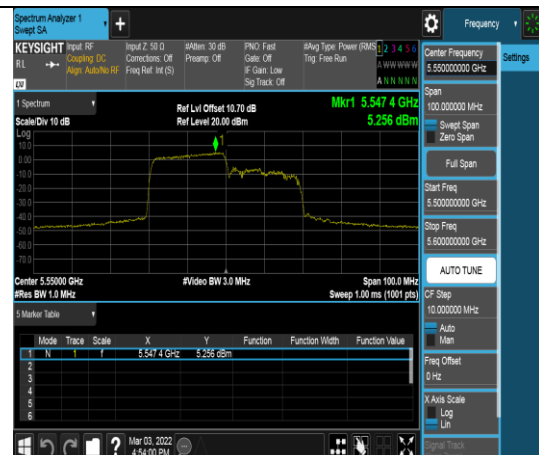 Spectrum Analyzer 1
Swept SA
+
Frequency
KEYSIGHT
RL
LXI
Input: RF
Coupling: DC
Align: Auto/No RF
Input Z: 50 Ω
Corrections: Off
Freq Ref: Int (S)
#Atten: 30 dB
Preamp: Off
PNO: Fast
Gate: Off
IF Gain: Low
Sig Track: Off
#Avg Type: Power (RMS
Trig: Free Run
1 2 3 4 5 6
A WW WW W
A N N N N N
1 Spectrum
Scale/Div 10 dB
Ref Lvl Offset 10.70 dB
Ref Level 20.00 dBm
Mkr1 5.547 4 GHz
5.256 dBm
Log
10.0
0.00
-10.0
-20.0
-30.0
-40.0
-50.0
-60.0
-70.0
1
Center 5.55000 GHz
#Res BW 1.0 MHz
#Video BW 3.0 MHz
Span 100.0 MHz
Sweep 1.00 ms (1001 pts)
5 Marker Table
Mode Trace Scale X Y Function Function Width Function Value
1 N 1 f 5.547 4 GHz 5.256 dBm
2
3
4
5
6
Mar 03, 2022
4:54:00 PM
?
Center Frequency
5.550000000 GHz
Settings
Span
100.000000 MHz
Swept Span
Zero Span
Full Span
Start Freq
5.500000000 GHz
Stop Freq
5.600000000 GHz
AUTO TUNE
CF Step
10.000000 MHz
Auto
Man
Freq Offset
0 Hz
X Axis Scale
Log
Lin
Signal Track